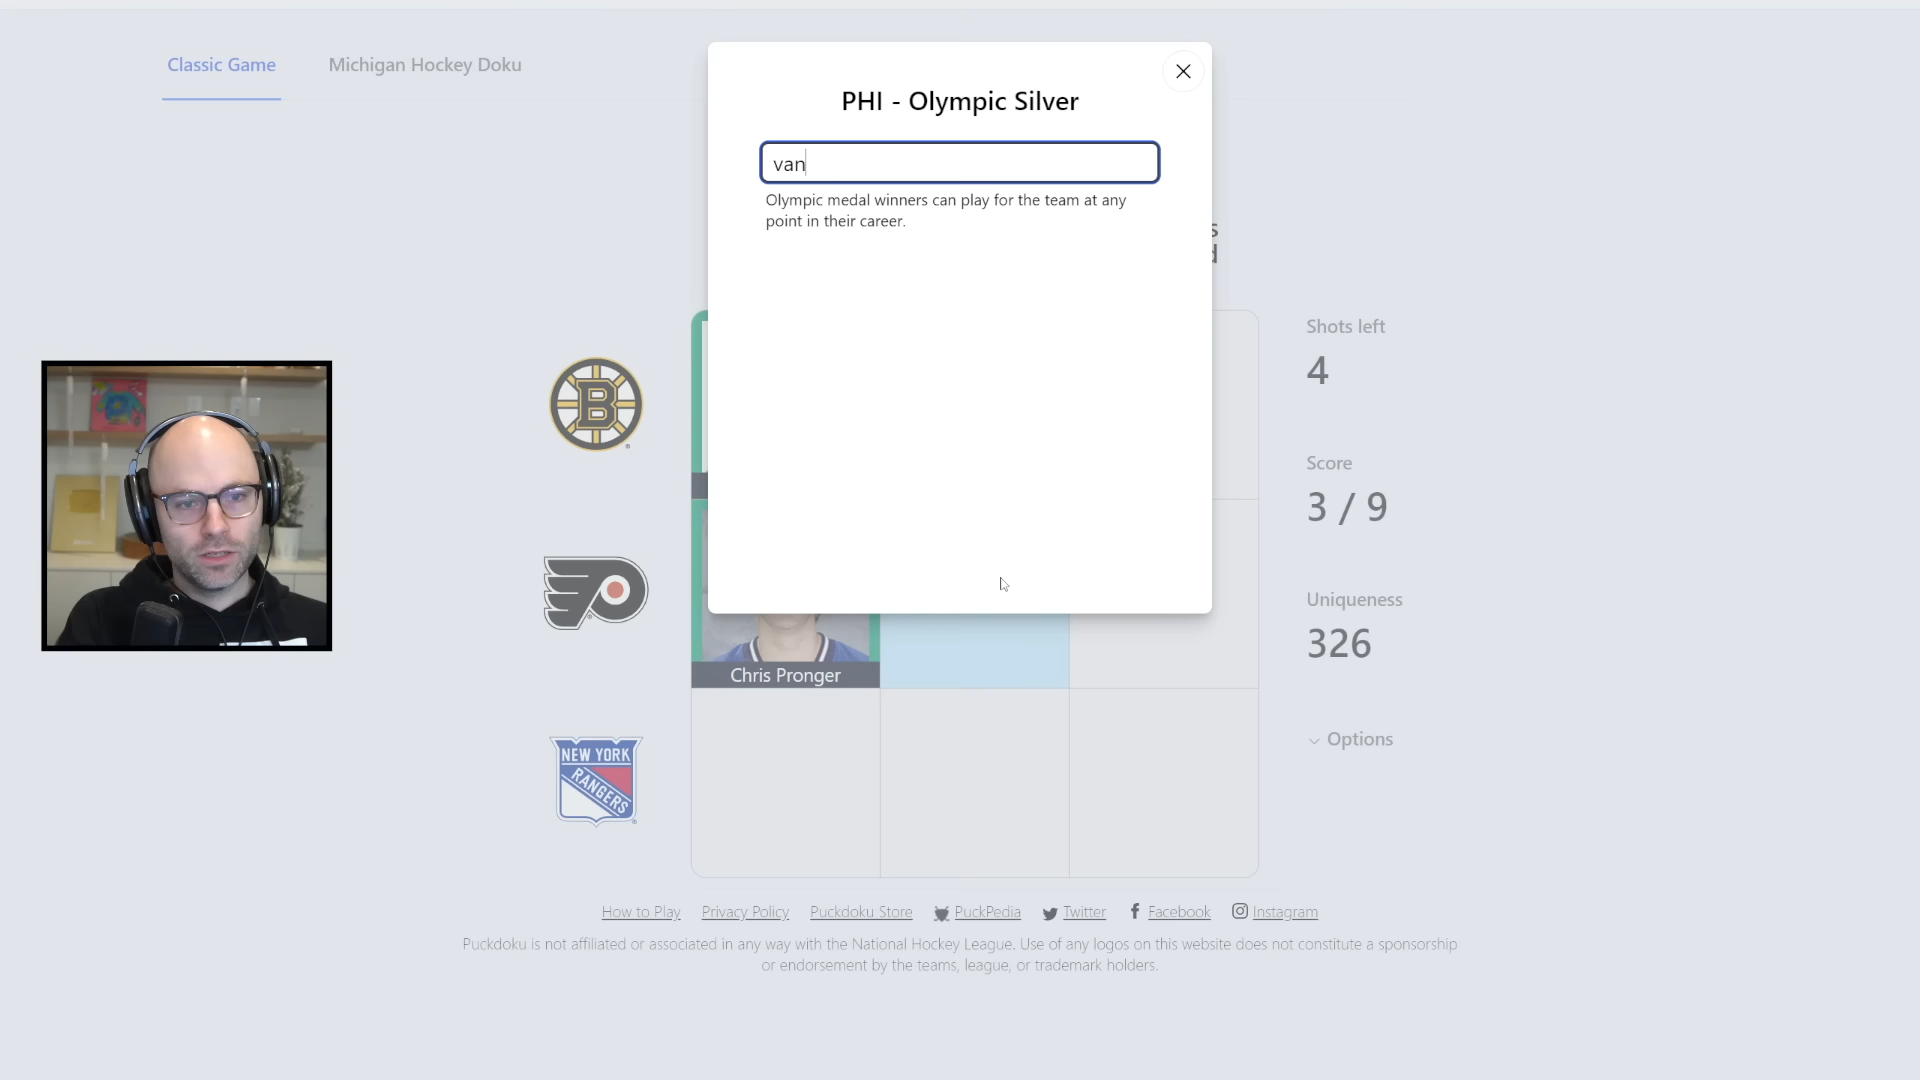 Classic Game
Michigan Hockey Doku
PHI - Olympic Silver
van
Olympic medal winners can play for the team at any
point in their career.
s
d
Shots left
4
B
Score
3 / 9
Uniqueness
326
Chris Pronger
Options
NEW YORK
RANGERS
How to Play
Privacy Policy
Puckdoku Store
PuckPedia
Twitter
Facebook
Instagram
Puckdoku is not affiliated or associated in any way with the National Hockey League. Use of any logos on this website does not constitute a sponsorship
or endorsement by the teams, league, or trademark holders.